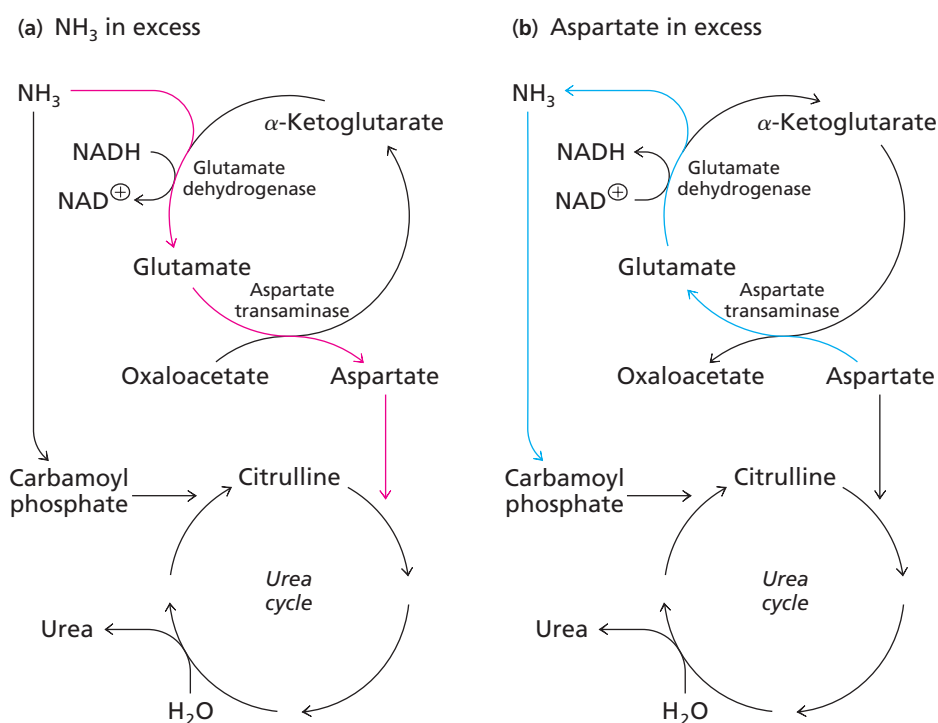 (a) NH₃ in excess
NH₃
α-Ketoglutarate
NADH
Glutamate
dehydrogenase
NAD⊕
Glutamate
Aspartate
transaminase
Oxaloacetate
Aspartate
Carbamoyl
phosphate
Citrulline
Urea
cycle
Urea
H₂O
(b) Aspartate in excess
NH₃
α-Ketoglutarate
NADH
Glutamate
dehydrogenase
NAD⊕
Glutamate
Aspartate
transaminase
Oxaloacetate
Aspartate
Carbamoyl
phosphate
Citrulline
Urea
cycle
Urea
H₂O